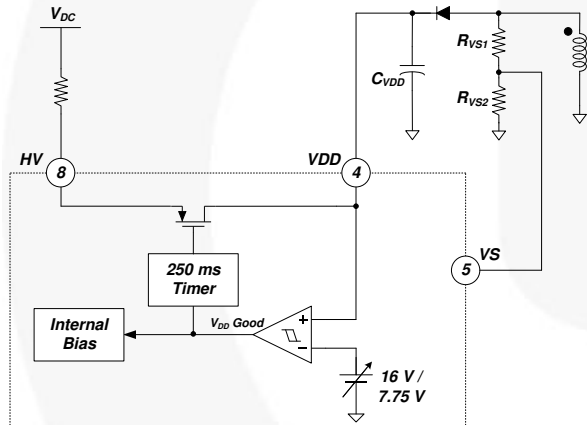 VDC
RVS1
CVDD
RVS2
HV
VDD
8
4
VS
5
250 ms
Timer
Internal
Bias
VDD Good
+
–
16 V /
7.75 V